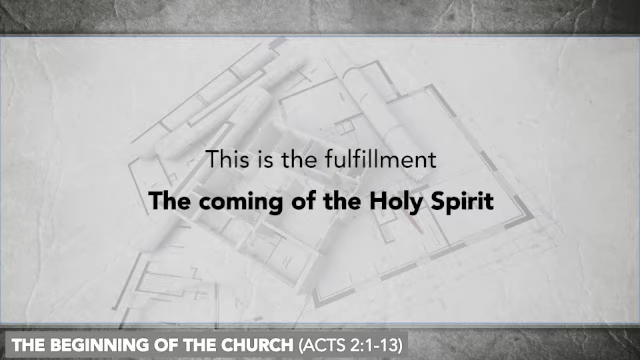 This is the fulfillment
The coming of the Holy Spirit
THE BEGINNING OF THE CHURCH (ACTS 2:1-13)